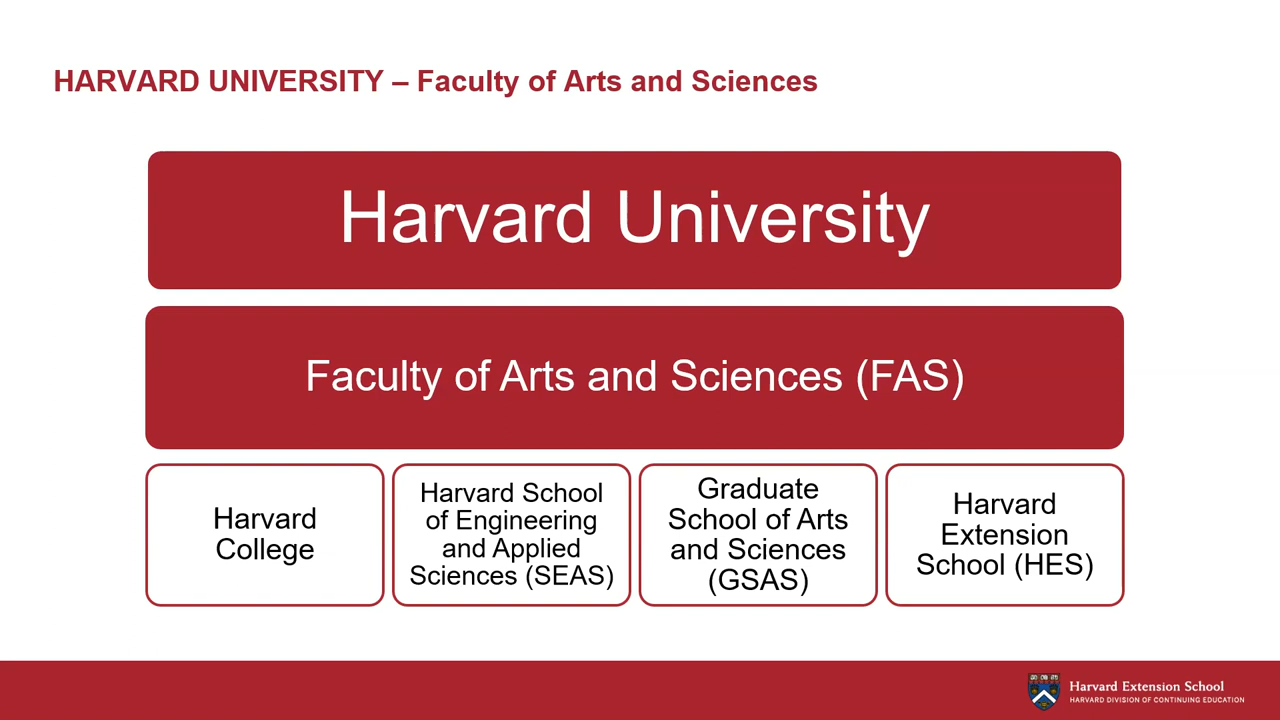 HARVARD UNIVERSITY – Faculty of Arts and Sciences
Harvard University
Faculty of Arts and Sciences (FAS)
Harvard
College
Harvard School
of Engineering
and Applied
Sciences (SEAS)
Graduate
School of Arts
and Sciences
(GSAS)
Harvard
Extension
School (HES)
Harvard Extension School
HARVARD DIVISION OF CONTINUING EDUCATION